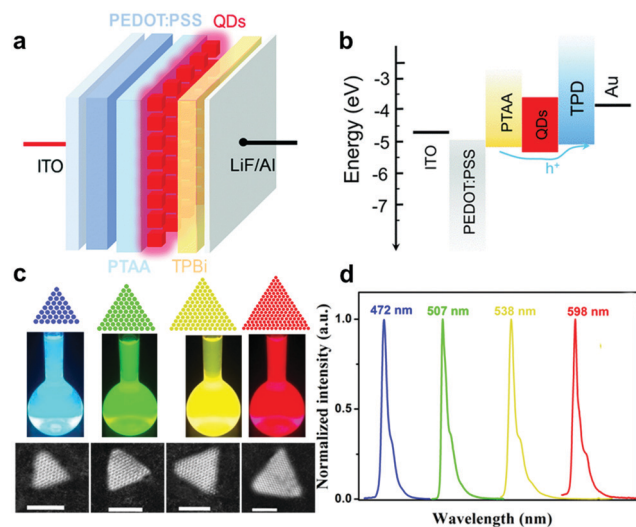 a
PEDOT:PSS QDs
ITO
LiF/Al
PTAA TPBi
b
Energy (eV)
-3
-4
-5
-6
-7
ITO
PEDOT:PSS
PTAA
QDs
TPD
Au
h+
c
d
Normalized intensity (a.u.)
1.0
0.5
0.0
472 nm 507 nm 538 nm 598 nm
Wavelength (nm)